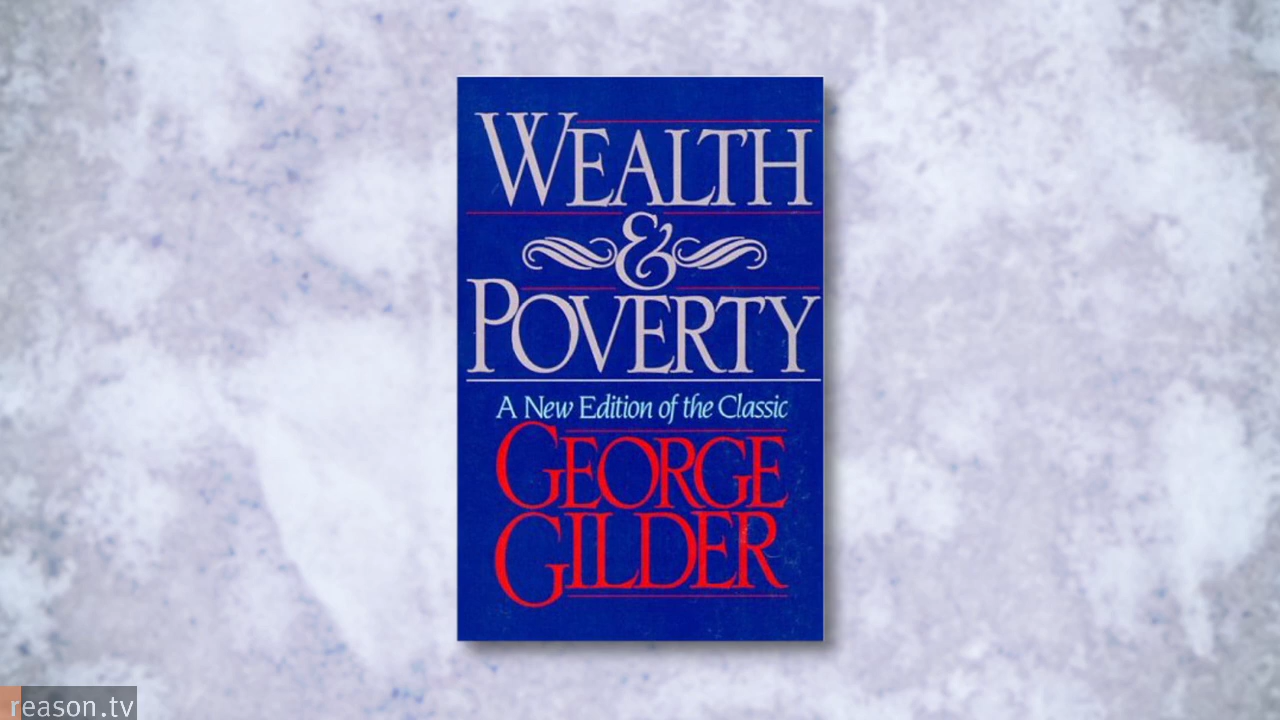 WEALTH
&
POVERTY
A New Edition of the Classic
GEORGE
GILDER
reason.tv